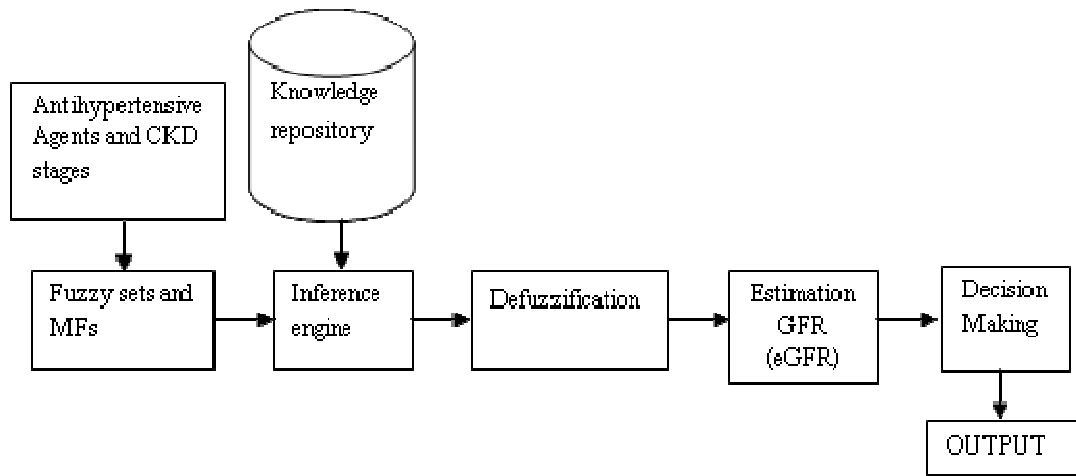 Antihypertensive
Agents and CKD
stages
Knowledge
repository
Fuzzy sets and
MFs
Inference
engine
Defuzzification
Estimation
GFR
(eGFR)
Decision
Making
OUTPUT